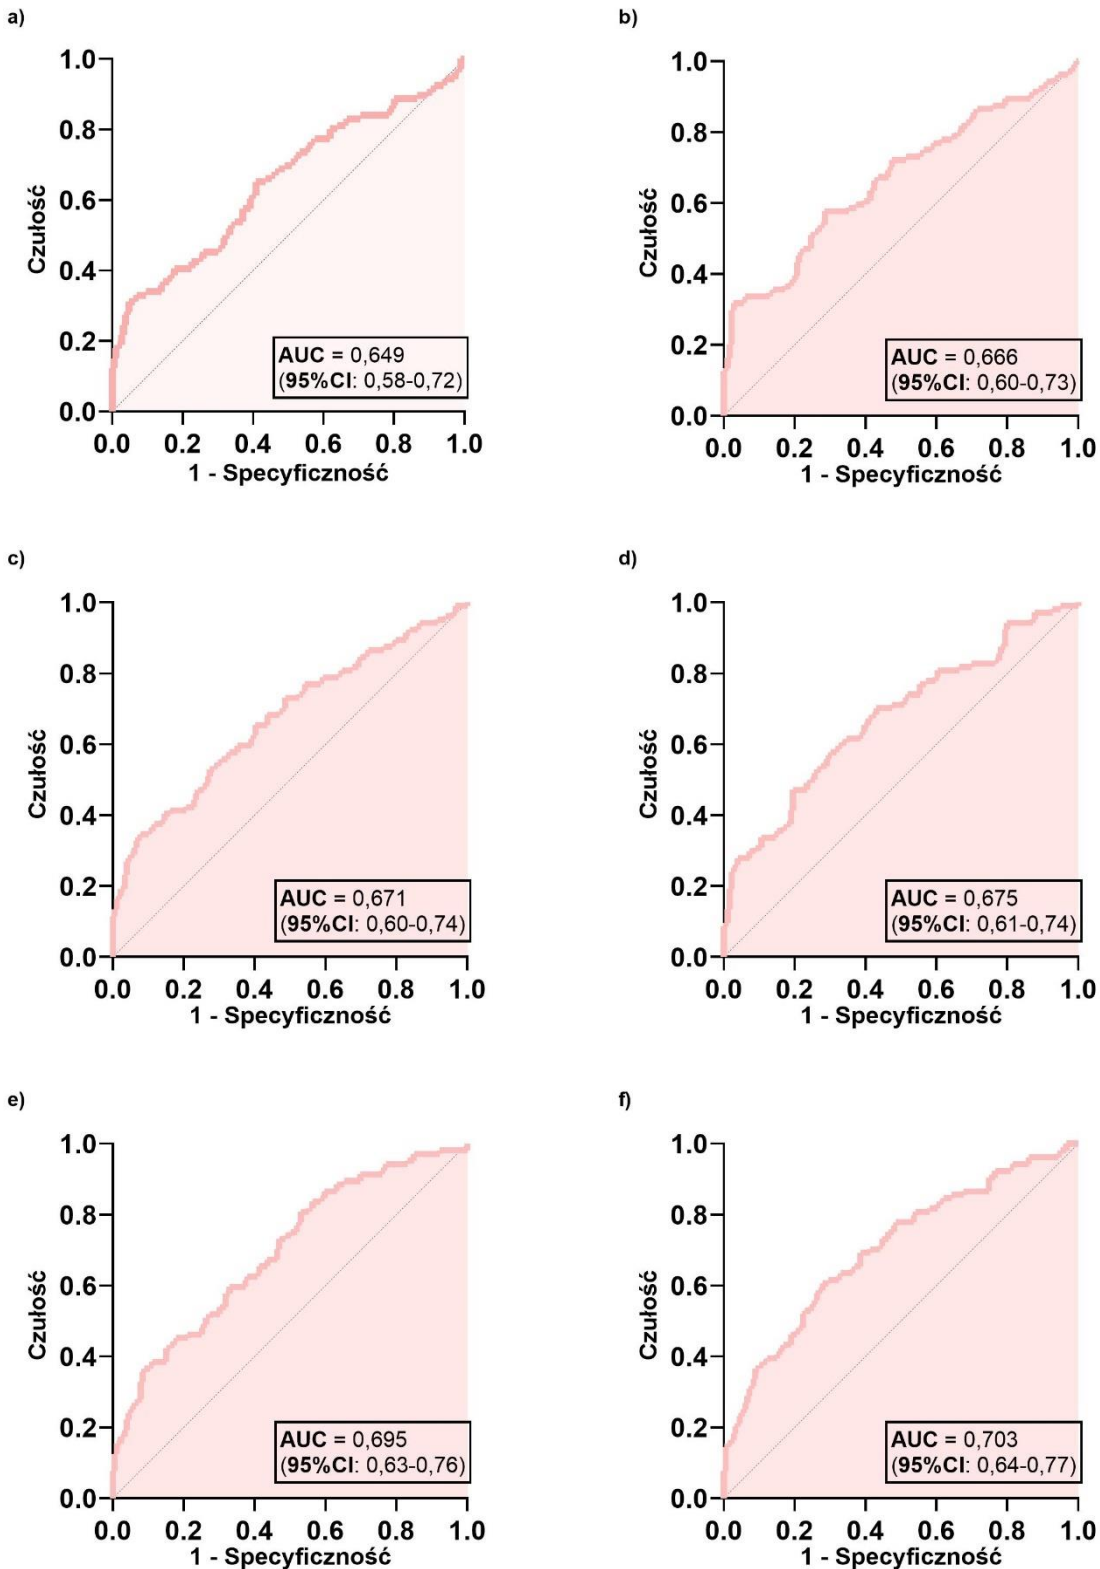 a)
1.0
0.8
0.6
0.4
0.2
0.0
Czułość
AUC = 0,649
(95%CI: 0,58-0,72)
0.0 0.2 0.4 0.6 0.8 1.0
1 - Specyficzność
b)
1.0
0.8
0.6
0.4
0.2
0.0
Czułość
AUC = 0,666
(95%CI: 0,60-0,73)
0.0 0.2 0.4 0.6 0.8 1.0
1 - Specyficzność
c)
1.0
0.8
0.6
0.4
0.2
0.0
Czułość
AUC = 0,671
(95%CI: 0,60-0,74)
0.0 0.2 0.4 0.6 0.8 1.0
1 - Specyficzność
d)
1.0
0.8
0.6
0.4
0.2
0.0
Czułość
AUC = 0,675
(95%CI: 0,61-0,74)
0.0 0.2 0.4 0.6 0.8 1.0
1 - Specyficzność
e)
1.0
0.8
0.6
0.4
0.2
0.0
Czułość
AUC = 0,695
(95%CI: 0,63-0,76)
0.0 0.2 0.4 0.6 0.8 1.0
1 - Specyficzność
f)
1.0
0.8
0.6
0.4
0.2
0.0
Czułość
AUC = 0,703
(95%CI: 0,64-0,77)
0.0 0.2 0.4 0.6 0.8 1.0
1 - Specyficzność